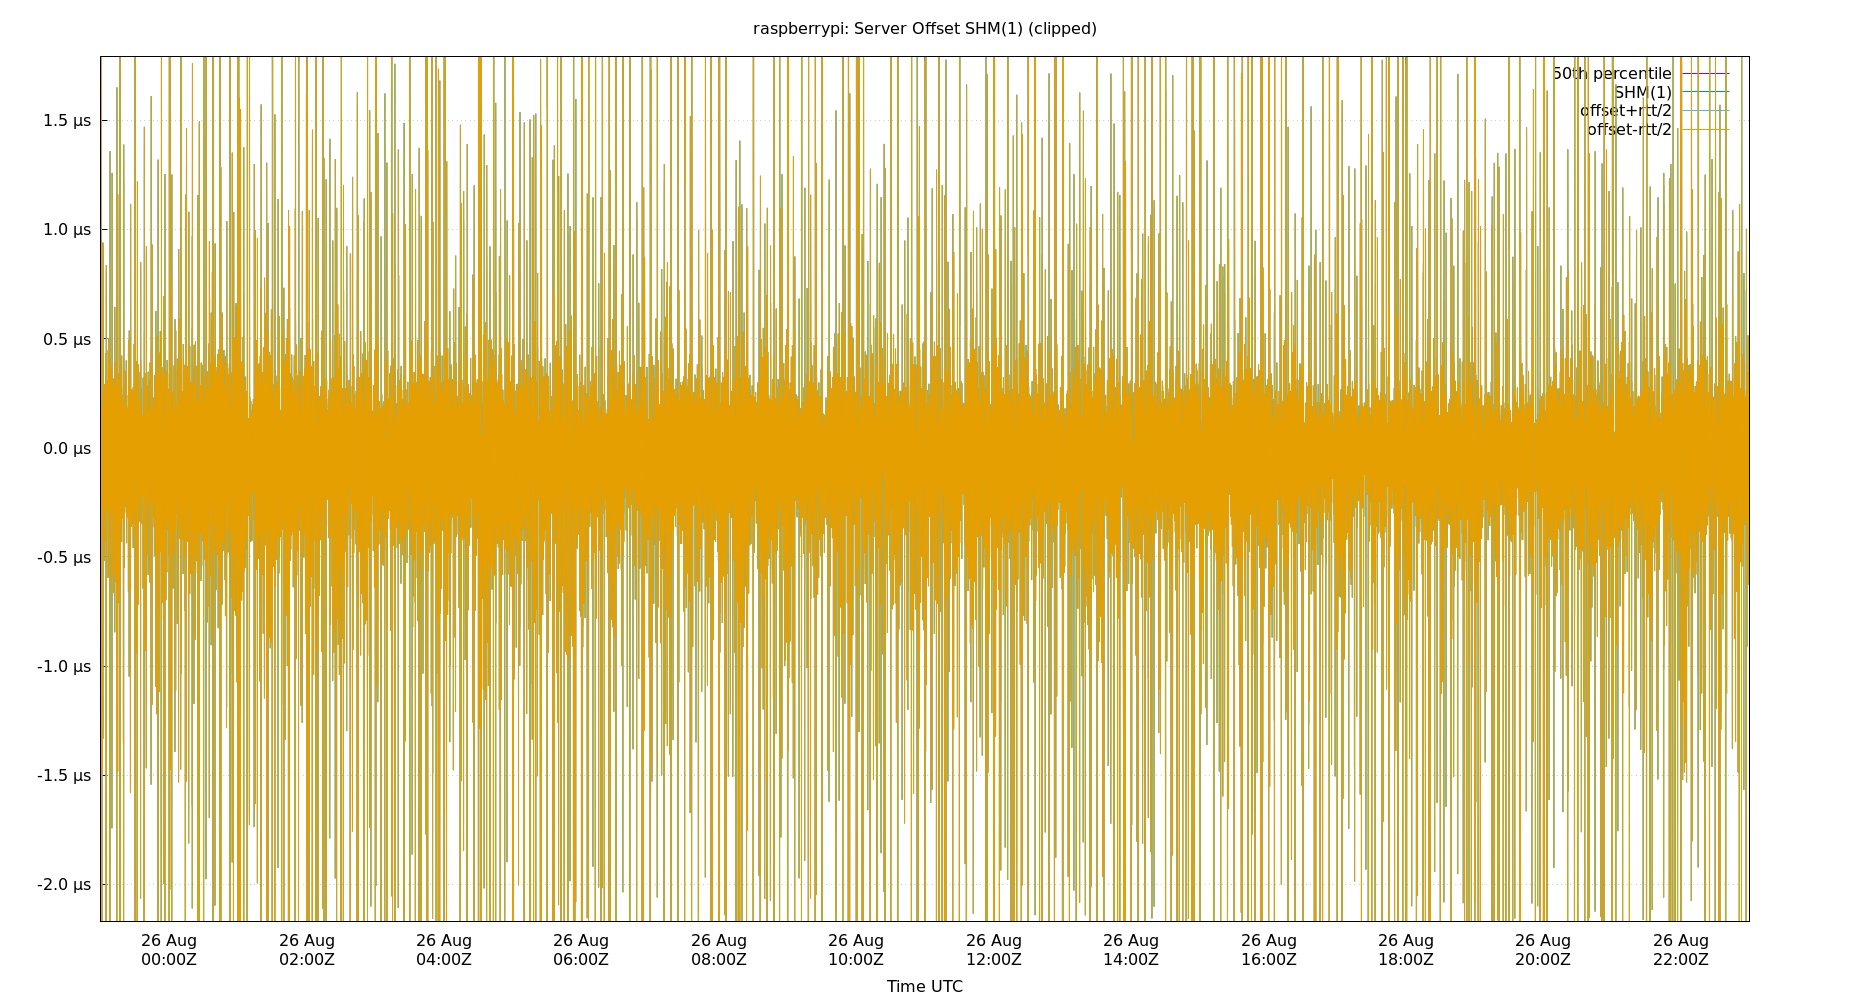 raspberrypi: Server Offset SHM(1) (clipped)
50th percentile
SHM(1)
offset+rtt/2
offset-rtt/2
1.5 µs
1.0 µs
0.5 µs
0.0 µs
-0.5 µs
-1.0 µs
-1.5 µs
-2.0 µs
26 Aug 26 Aug 26 Aug 26 Aug 26 Aug 26 Aug 26 Aug 26 Aug 26 Aug 26 Aug 26 Aug 26 Aug
00:00Z 02:00Z 04:00Z 06:00Z 08:00Z 10:00Z 12:00Z 14:00Z 16:00Z 18:00Z 20:00Z 22:00Z
Time UTC